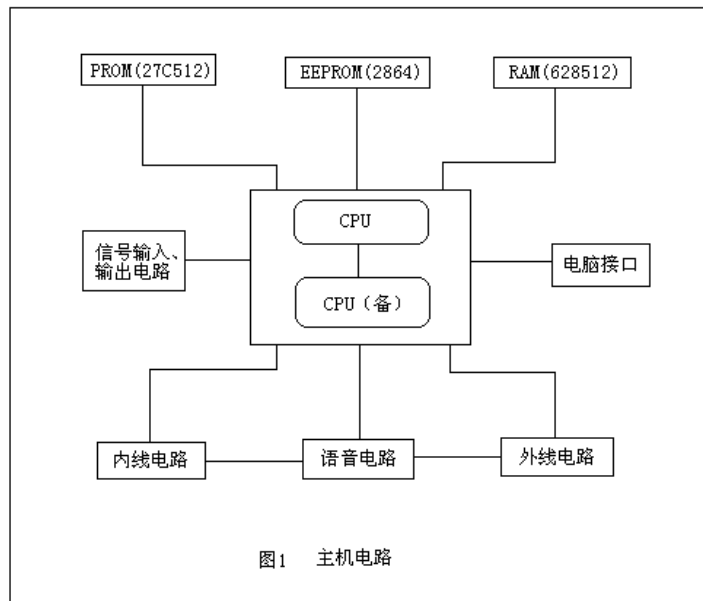 PROM(27C512)
EEPROM(2864)
RAM(628512)
CPU
信号输入、
输出电路
电脑接口
CPU（备）
内线电路
语音电路
外线电路
图1 主机电路